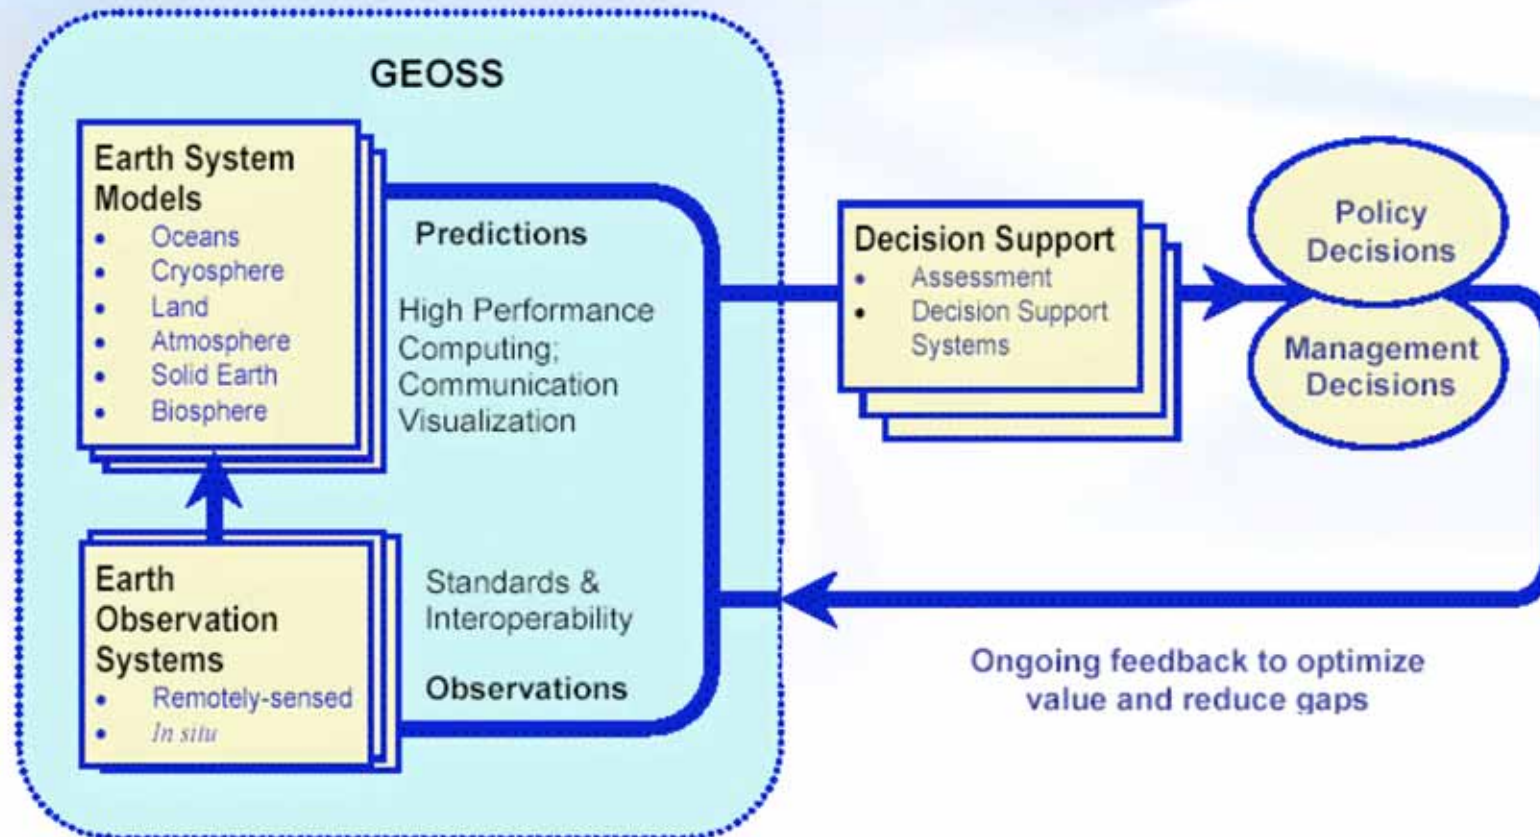 GEOSS
Earth System
Models
• Oceans
• Cryosphere
• Land
• Atmosphere
• Solid Earth
• Biosphere
Predictions
High Performance
Computing;
Communication
Visualization
Earth
Observation
Systems
• Remotely-sensed
• In situ
Standards &
Interoperability
Observations
Decision Support
• Assessment
• Decision Support
Systems
Policy
Decisions
Management
Decisions
Ongoing feedback to optimize
value and reduce gaps